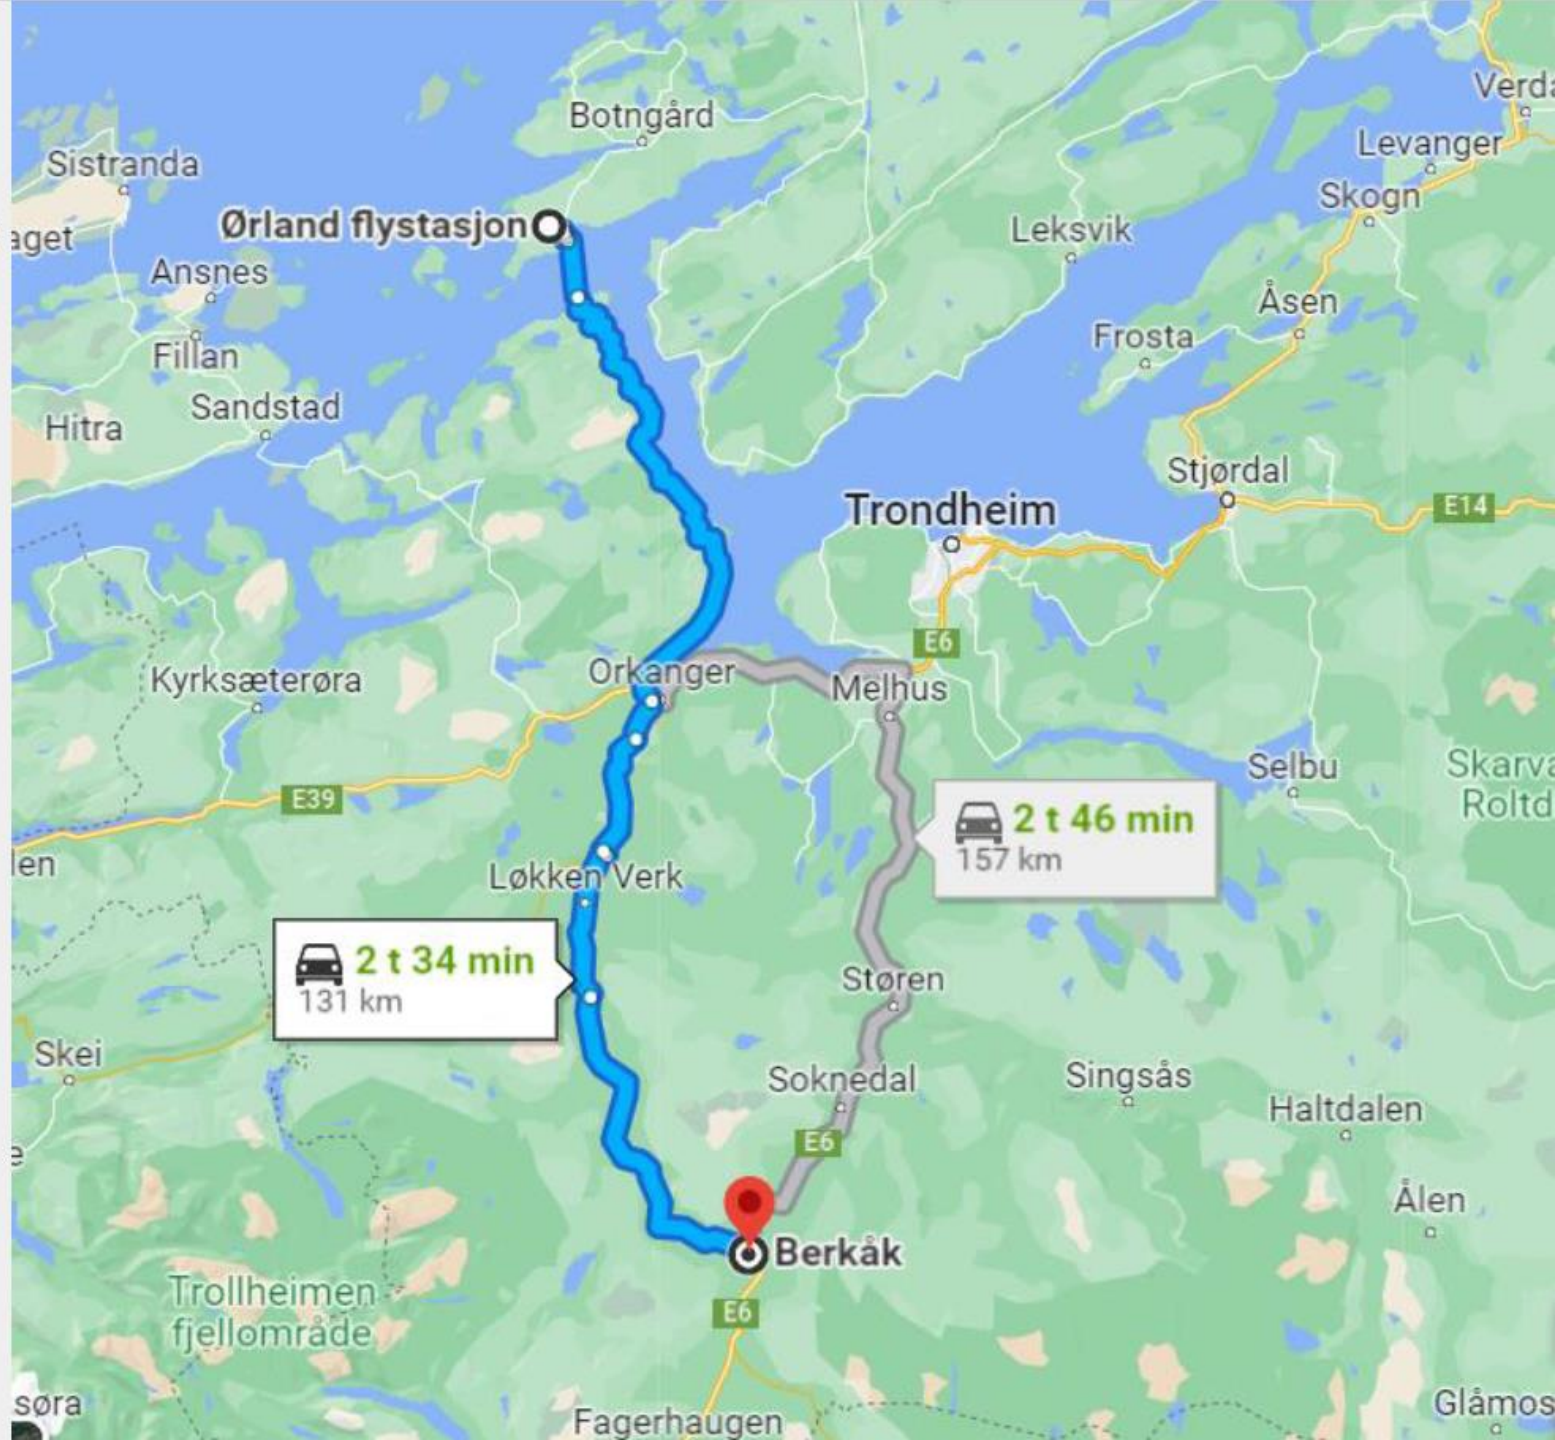 Botngård
Verda
Levanger
Sistranda
Skogn
Ørland flystasjon
Leksvik
aget
Ansnes
Åsen
Frosta
Fillan
Sandstad
Hitra
Stjørdal
E14
Trondheim
E6
Orkanger
Kyrksæterøra
Melhus
Selbu
Skarva
Roltd
E39
2 t 46 min
157 km
len
Løkken Verk
2 t 34 min
131 km
Støren
Skei
Soknedal
Singsås
Haltdalen
E6
e
Ålen
Berkåk
Trollheimen
fjellområde
E6
søra
Glåmos
Fagerhaugen